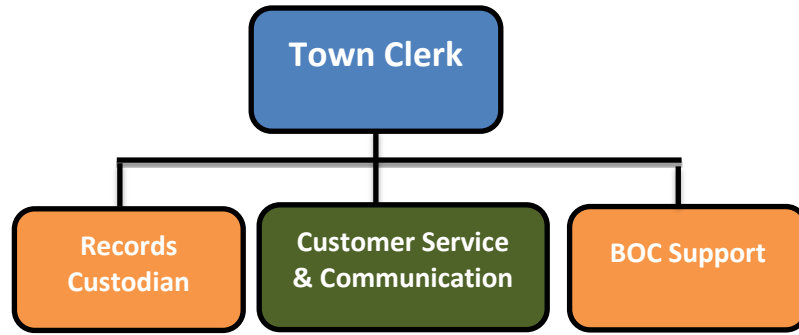 Town Clerk
Records
Custodian
Customer Service
& Communication
BOC Support